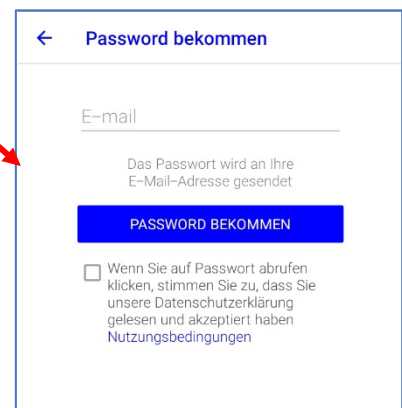 Password bekommen
E-mail
Das Passwort wird an Ihre
E-Mail-Adresse gesendet
PASSWORD BEKOMMEN
Wenn Sie auf Passwort abrufen
klicken, stimmen Sie zu, dass Sie
unsere Datenschutzerklärung
gelesen und akzeptiert haben
Nutzungsbedingungen